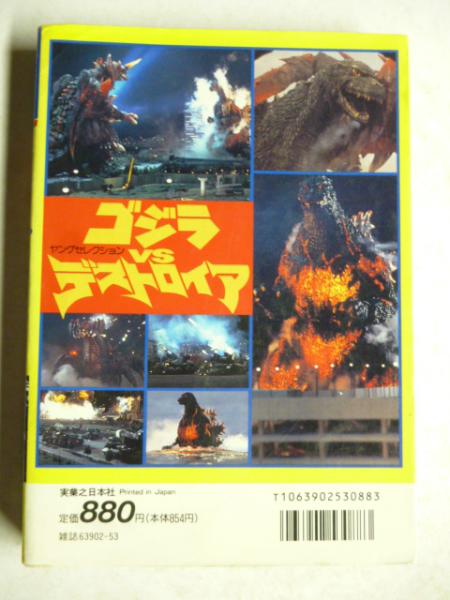 ゴジラ
ヤングセレクション
VS
デストロイア
実業之日本社 Printed in Japan
T1063902530883
定価880円(本体854円)
雑誌63902-53